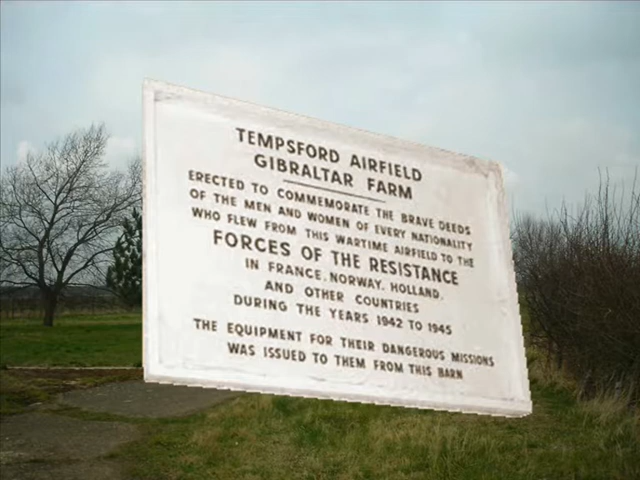 TEMPSFORD AIRFIELD
GIBRALTAR FARM
ERECTED TO COMMEMORATE THE BRAVE DEEDS
OF THE MEN AND WOMEN OF EVERY NATIONALITY
WHO FLEW FROM THIS WARTIME AIRFIELD TO THE
FORCES OF THE RESISTANCE
IN FRANCE, NORWAY, HOLLAND,
AND OTHER COUNTRIES
DURING THE YEARS 1942 TO 1945
THE EQUIPMENT FOR THEIR DANGEROUS MISSIONS
WAS ISSUED TO THEM FROM THIS BARN